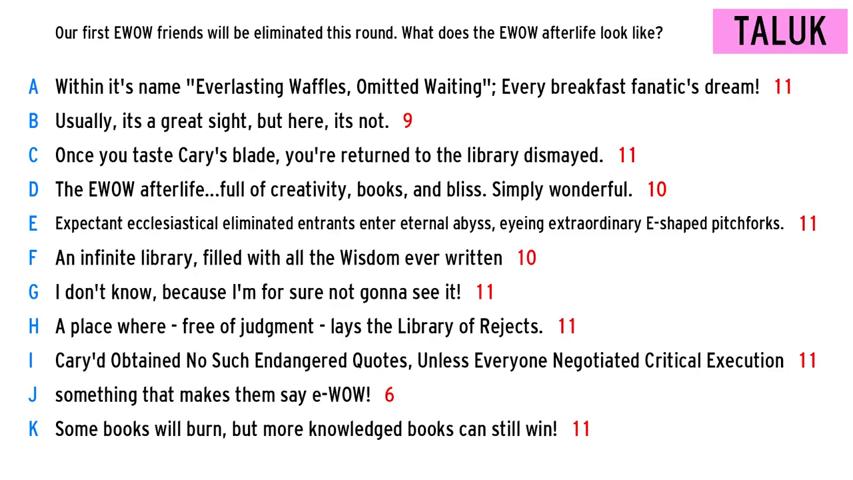 Our first EWOW friends will be eliminated this round. What does the EWOW afterlife look like?
TALUK
A Within it's name "Everlasting Waffles, Omitted Waiting"; Every breakfast fanatic's dream! 11
B Usually, its a great sight, but here, its not. 9
C Once you taste Cary's blade, you're returned to the library dismayed. 11
D The EWOW afterlife...full of creativity, books, and bliss. Simply wonderful. 10
E Expectant ecclesiastical eliminated entrants enter eternal abyss, eyeing extraordinary E-shaped pitchforks. 11
F An infinite library, filled with all the Wisdom ever written 10
G I don't know, because I'm for sure not gonna see it! 11
H A place where - free of judgment - lays the Library of Rejects. 11
I Cary'd Obtained No Such Endangered Quotes, Unless Everyone Negotiated Critical Execution 11
J something that makes them say e-WOW! 6
K Some books will burn, but more knowledged books can still win! 11